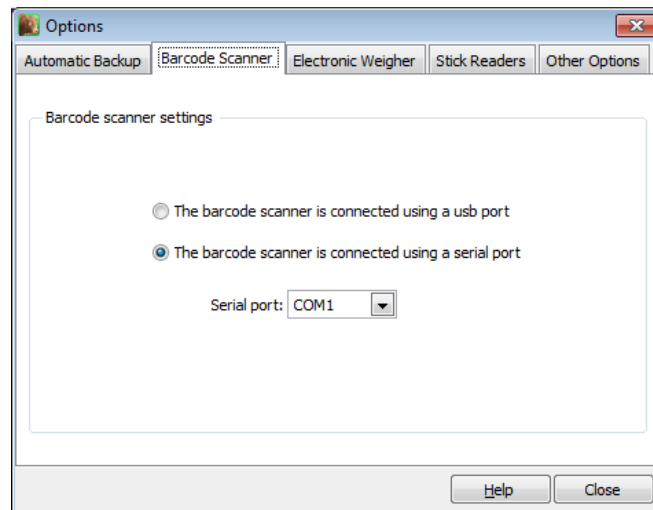 Options
Automatic Backup Barcode Scanner Electronic Weigher Stick Readers Other Options
Barcode scanner settings
The barcode scanner is connected using a usb port
The barcode scanner is connected using a serial port
Serial port: COM1
Help Close